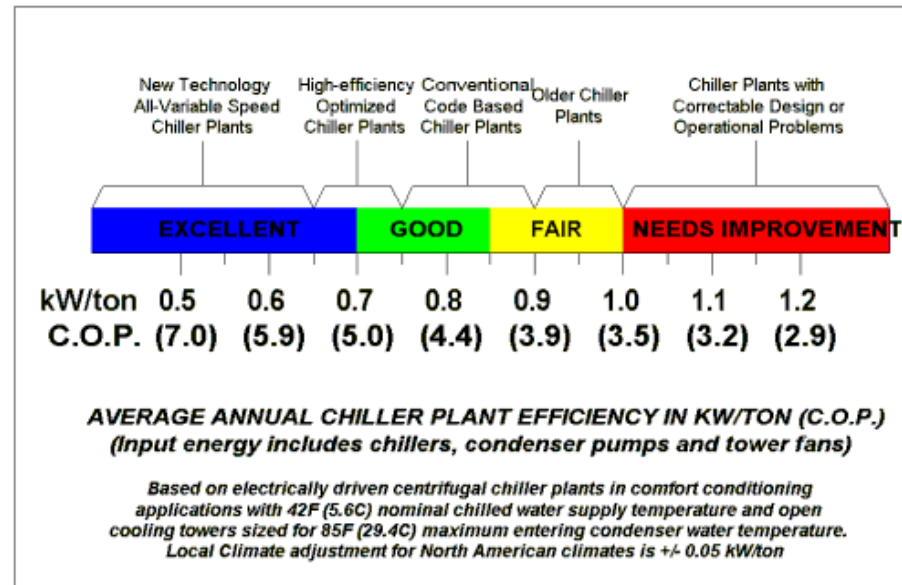 New Technology
All-Variable Speed
Chiller Plants
High-efficiency
Optimized
Chiller Plants
Conventional
Code Based
Chiller Plants
Older Chiller
Plants
Chiller Plants with
Correctable Design or
Operational Problems
EXCELLENT GOOD FAIR NEEDS IMPROVEMENT
kW/ton 0.5 0.6 0.7 0.8 0.9 1.0 1.1 1.2
C.O.P. (7.0) (5.9) (5.0) (4.4) (3.9) (3.5) (3.2) (2.9)
AVERAGE ANNUAL CHILLER PLANT EFFICIENCY IN KW/TON (C.O.P.)
(Input energy includes chillers, condenser pumps and tower fans)
Based on electrically driven centrifugal chiller plants in comfort conditioning
applications with 42F (5.6C) nominal chilled water supply temperature and open
cooling towers sized for 85F (29.4C) maximum entering condenser water temperature.
Local Climate adjustment for North American climates is +/- 0.05 kW/ton